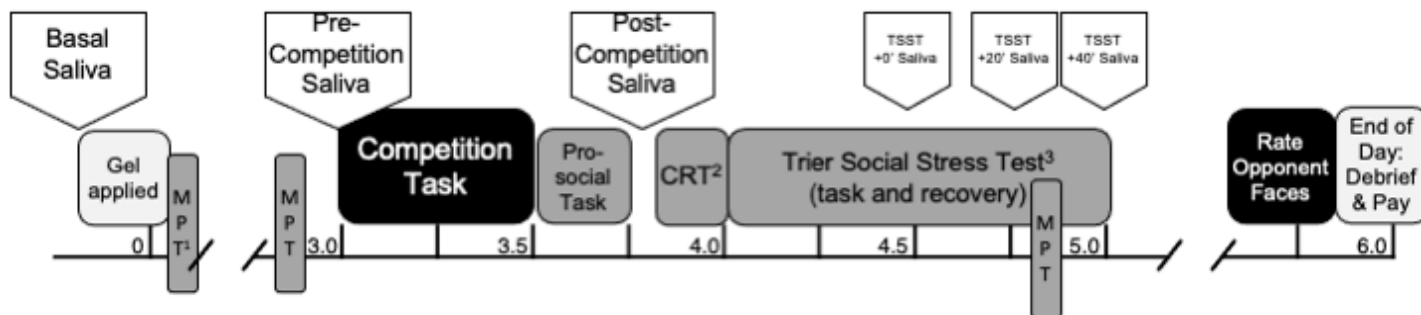 Basal
Saliva
Pre-
Competition
Saliva
Post-
Competition
Saliva
TSST
+0' Saliva
TSST
+20' Saliva
TSST
+40' Saliva
Gel
applied
M
P
T¹
M
P
T
Competition
Task
Pro-
social
Task
CRT²
Trier Social Stress Test³
(task and recovery)
M
P
T
Rate
Opponent
Faces
End of
Day:
Debrief
& Pay
0
3.0
3.5
4.0
4.5
5.0
6.0